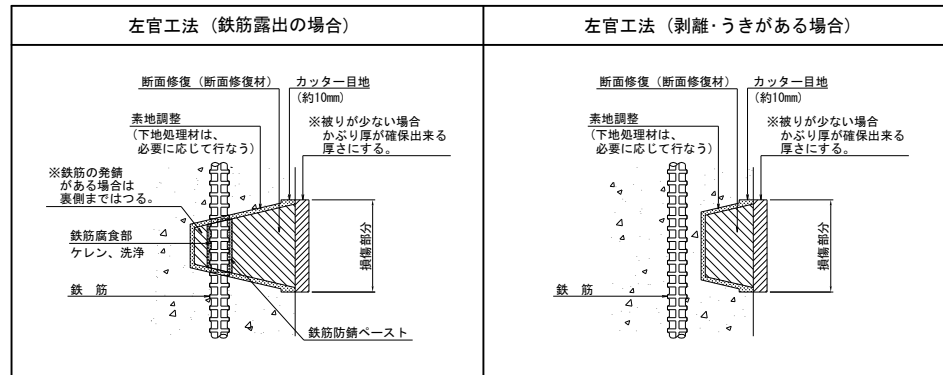 左官工法（鉄筋露出の場合）
断面修復（断面修復材）
カッター目地
(約10mm)
素地調整
(下地処理材は、
必要に応じて行なう)
※被りが少ない場合
かぶり厚が確保出来る
厚さにする。
※鉄筋の発錆
がある場合は
裏側まではつる。
鉄筋腐食部
ケレン、洗浄
鉄 筋
損傷部分
鉄筋防錆ペースト
左官工法（剥離･うきがある場合）
断面修復（断面修復材）
カッター目地
(約10mm)
素地調整
(下地処理材は、
必要に応じて行なう)
※被りが少ない場合
かぶり厚が確保出来る
厚さにする。
鉄 筋
損傷部分